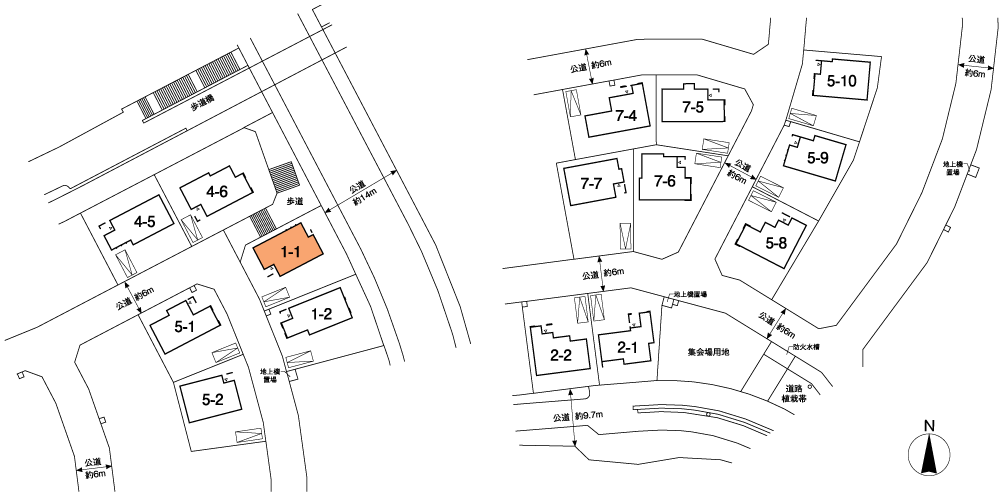 歩道橋
4-6
4-5
歩道
公道
約14m
1-1
1-2
公道 約6m
5-1
5-2
地上機
置場
公道
約6m
公道 約6m
7-4
7-5
7-7
7-6
公道
約6m
5-10
5-9
5-8
公道
約6m
地上機
置場
公道 約6m
地上機置場
2-2
2-1
集会場用地
公道 約6m
防火水槽
道路
植栽帯
公道 約9.7m
N